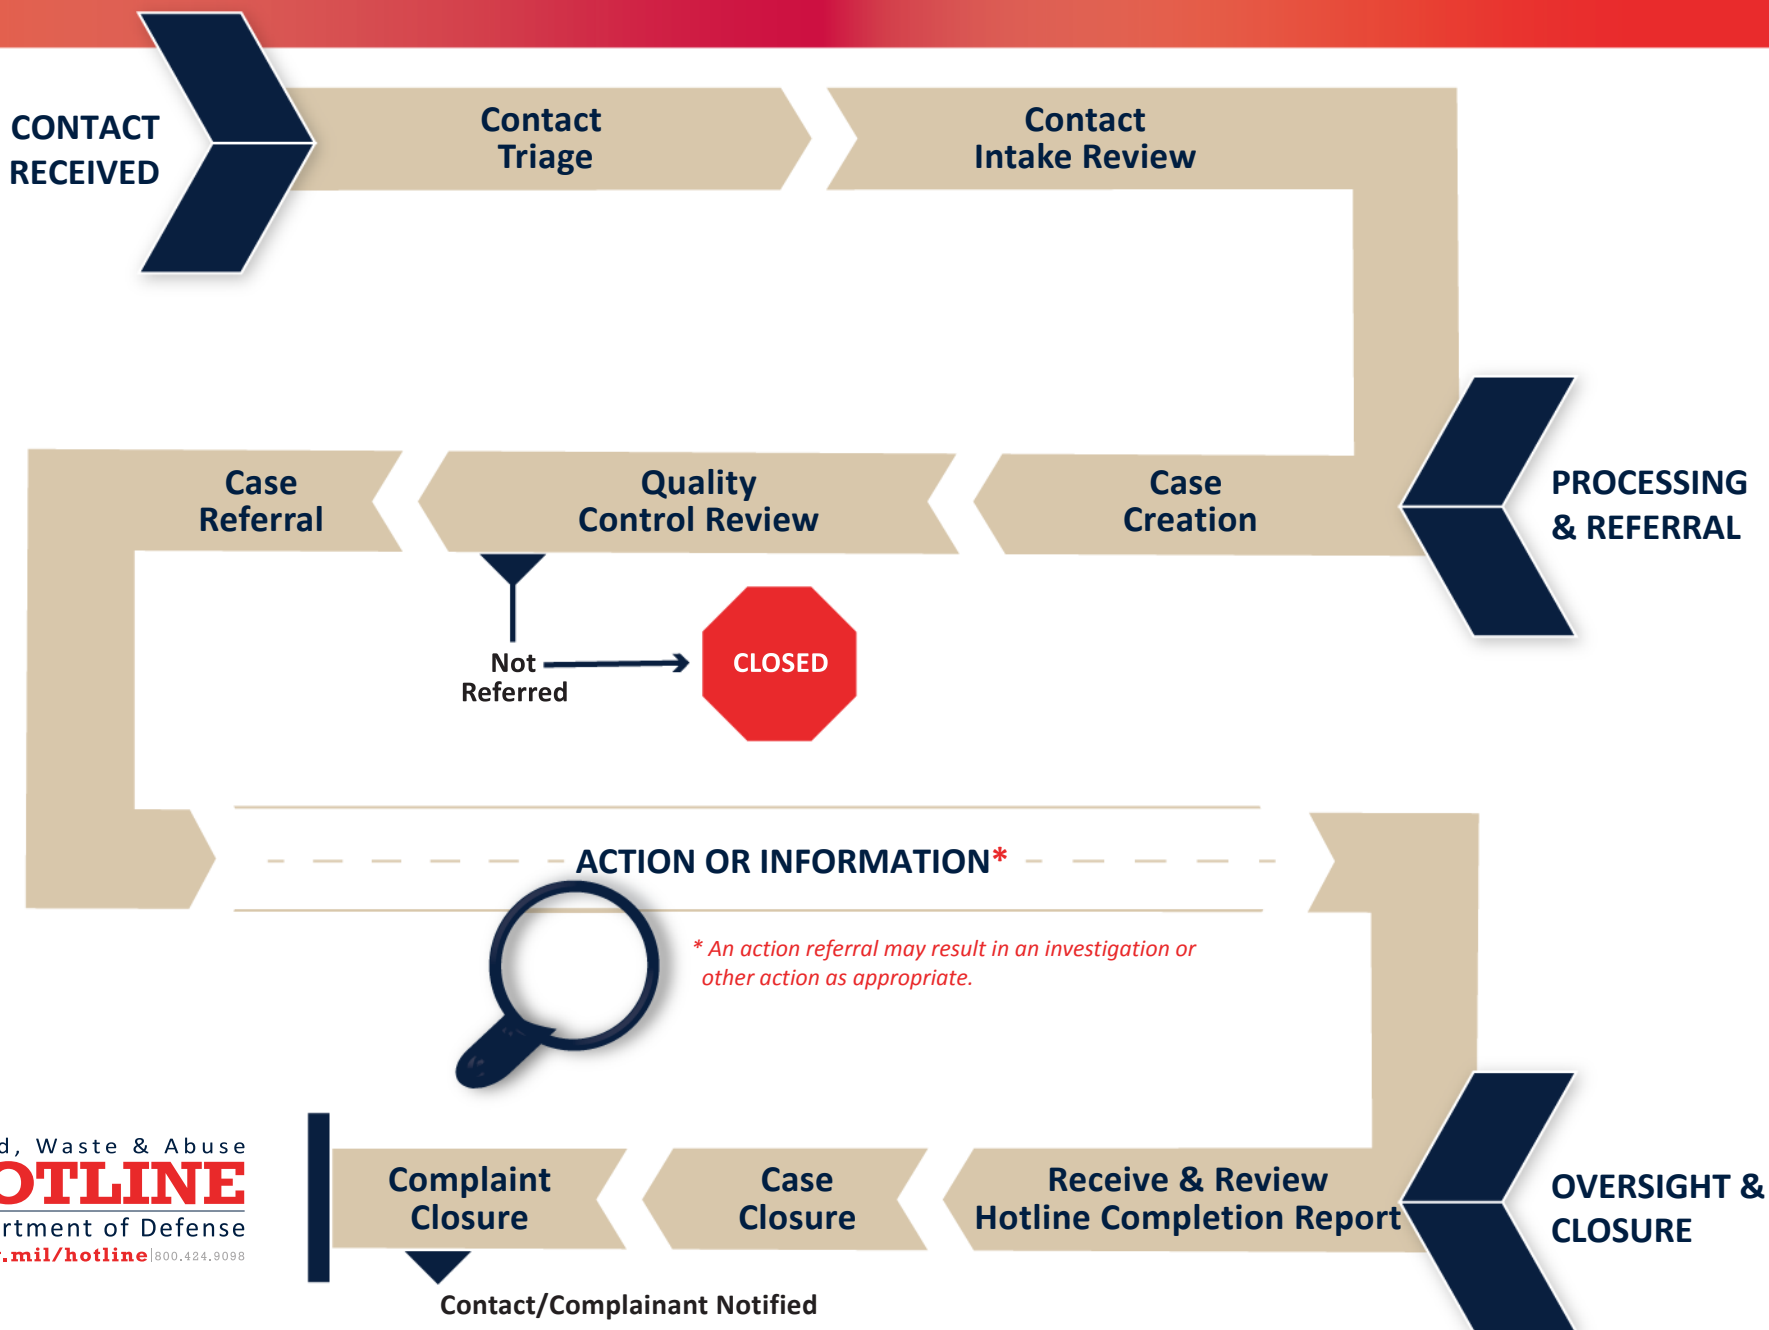 CONTACT
RECEIVED
Contact
Triage
Contact
Intake Review
Case
Referral
Quality
Control Review
Case
Creation
PROCESSING
& REFERRAL
Not
Referred
CLOSED
ACTION OR INFORMATION*
* An action referral may result in an investigation or
other action as appropriate.
d, Waste & Abuse
OTLINE
rtment of Defense
.mil/hotline|800.424.9098
Complaint
Closure
Case
Closure
Receive & Review
Hotline Completion Report
OVERSIGHT &
CLOSURE
Contact/Complainant Notified